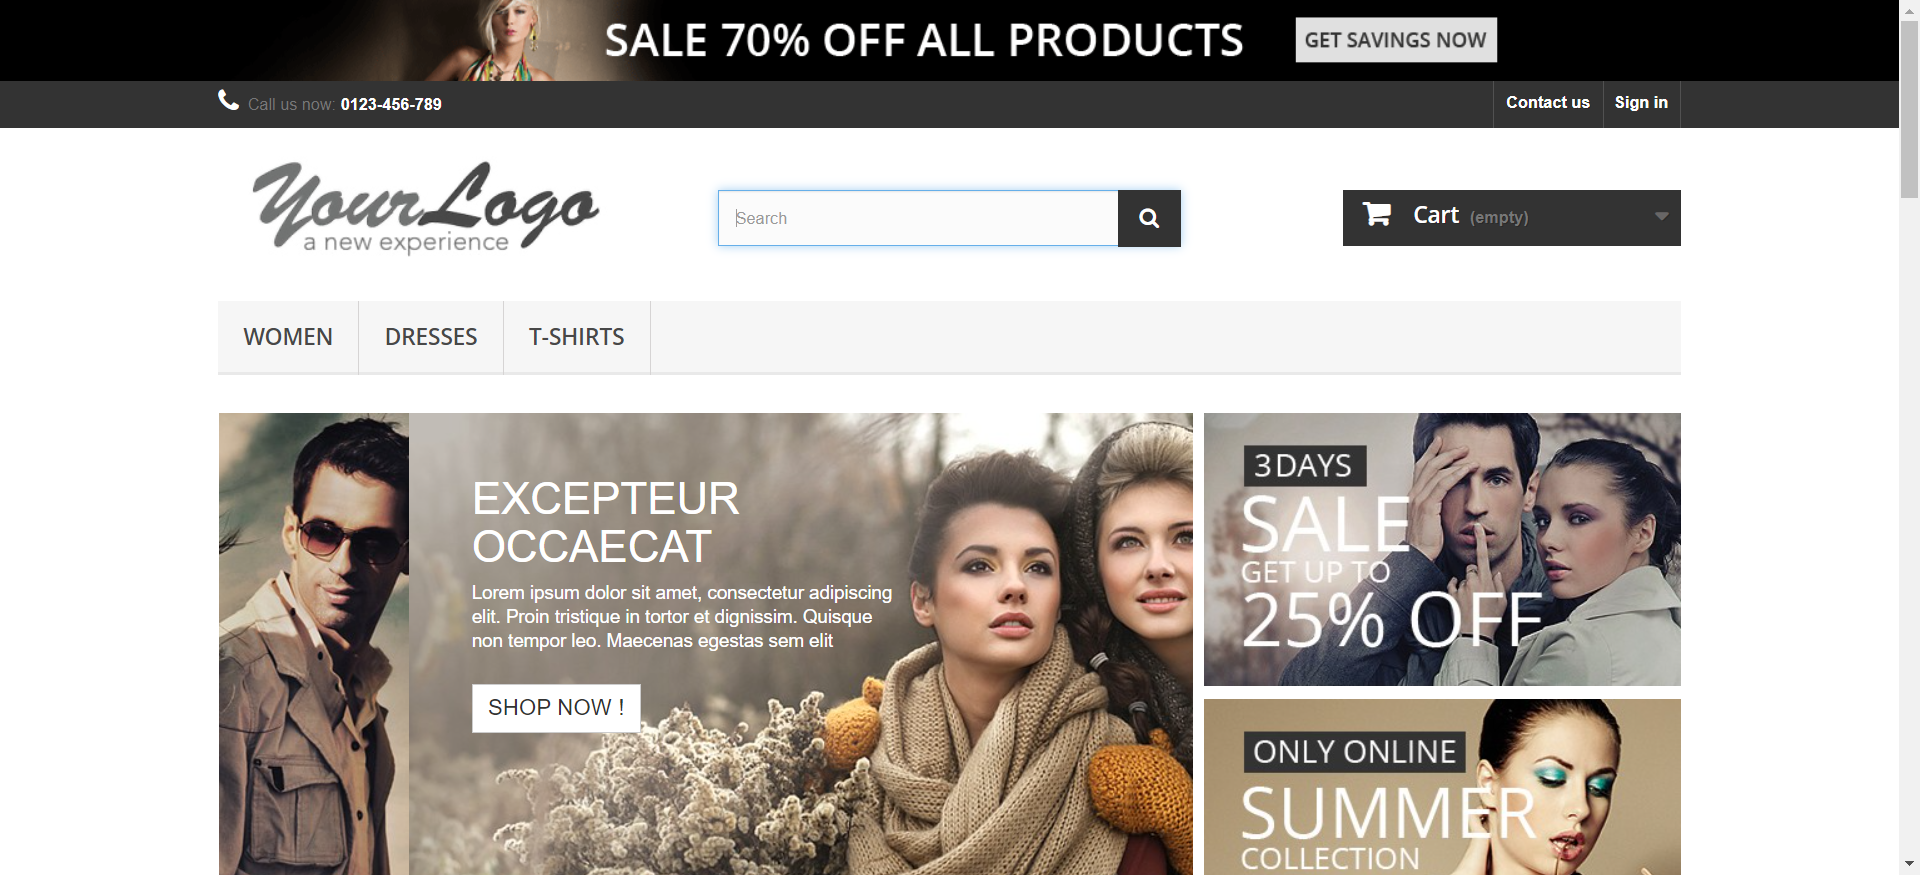 SALE 70% OFF ALL PRODUCTS GET SAVINGS NOW
Call us now: 0123-456-789 Contact us Sign in
YourLogo
a new experience
Search
Cart (empty)
WOMEN DRESSES T-SHIRTS
EXCEPTEUR
OCCAECAT
Lorem ipsum dolor sit amet, consectetur adipiscing
elit. Proin tristique in tortor et dignissim. Quisque
non tempor leo. Maecenas egestas sem elit
SHOP NOW !
3 DAYS
SALE
GET UP TO
25% OFF
ONLY ONLINE
SUMMER
COLLECTION